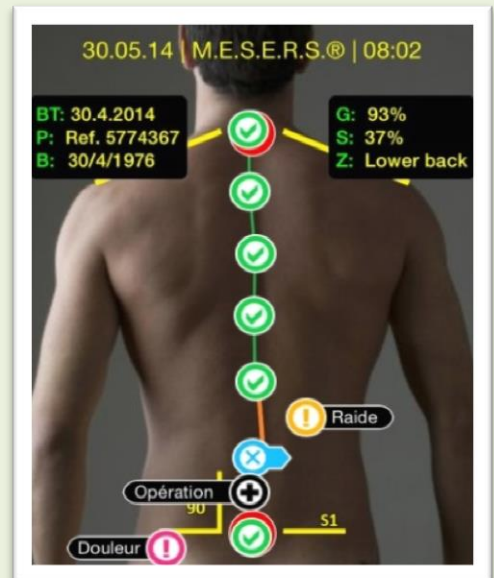 30.05.14 | M.E.S.E.R.S.® | 08:02
BT: 30.4.2014
P: Ref. 5774367
B: 30/4/1976
G: 93%
S: 37%
Z: Lower back
Raide
Opération
90
S1
Douleur